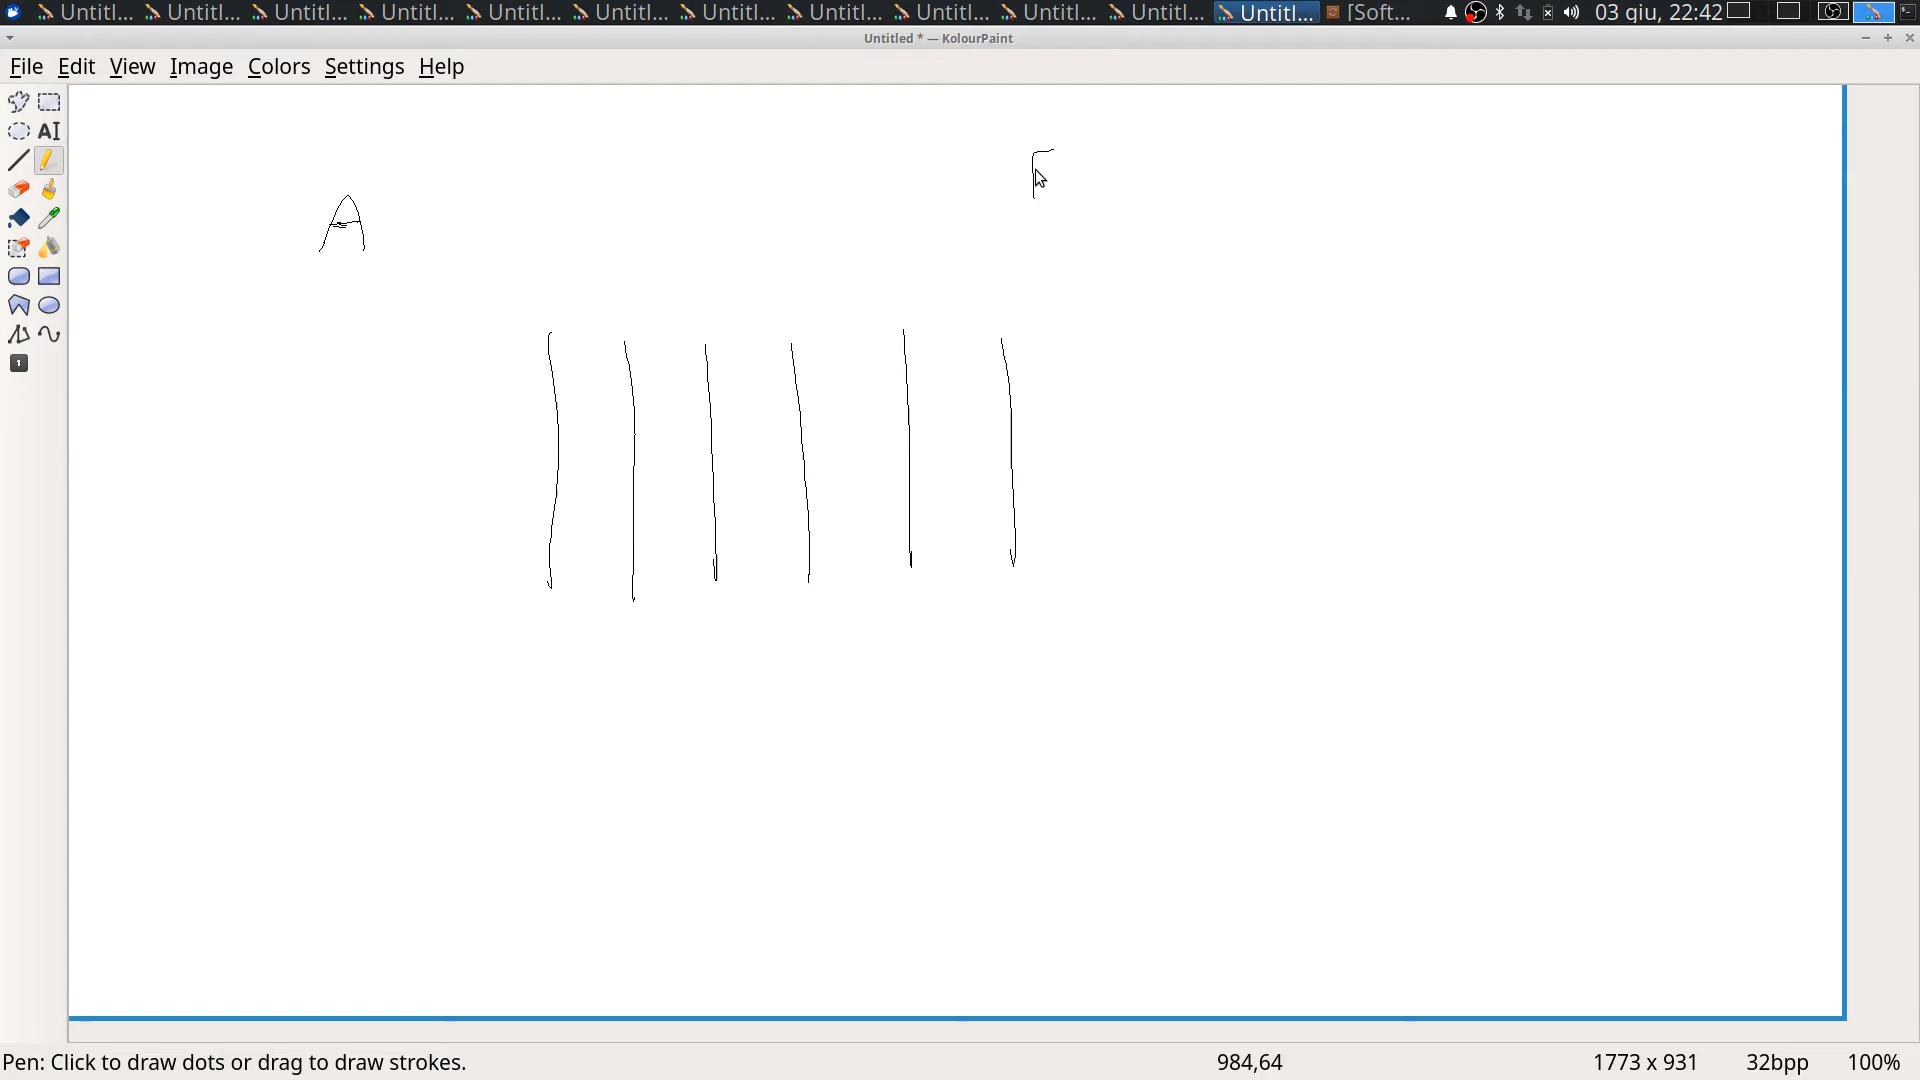 Untitl... Untitl... Untitl... Untitl... Untitl... Untitl... Untitl... Untitl... Untitl... Untitl... Untitl... Untitl... [Soft... 03 giu, 22:42
Untitled * — KolourPaint
File Edit View Image Colors Settings Help
AI
A
1
Pen: Click to draw dots or drag to draw strokes. 984,64 1773 x 931 32bpp 100%